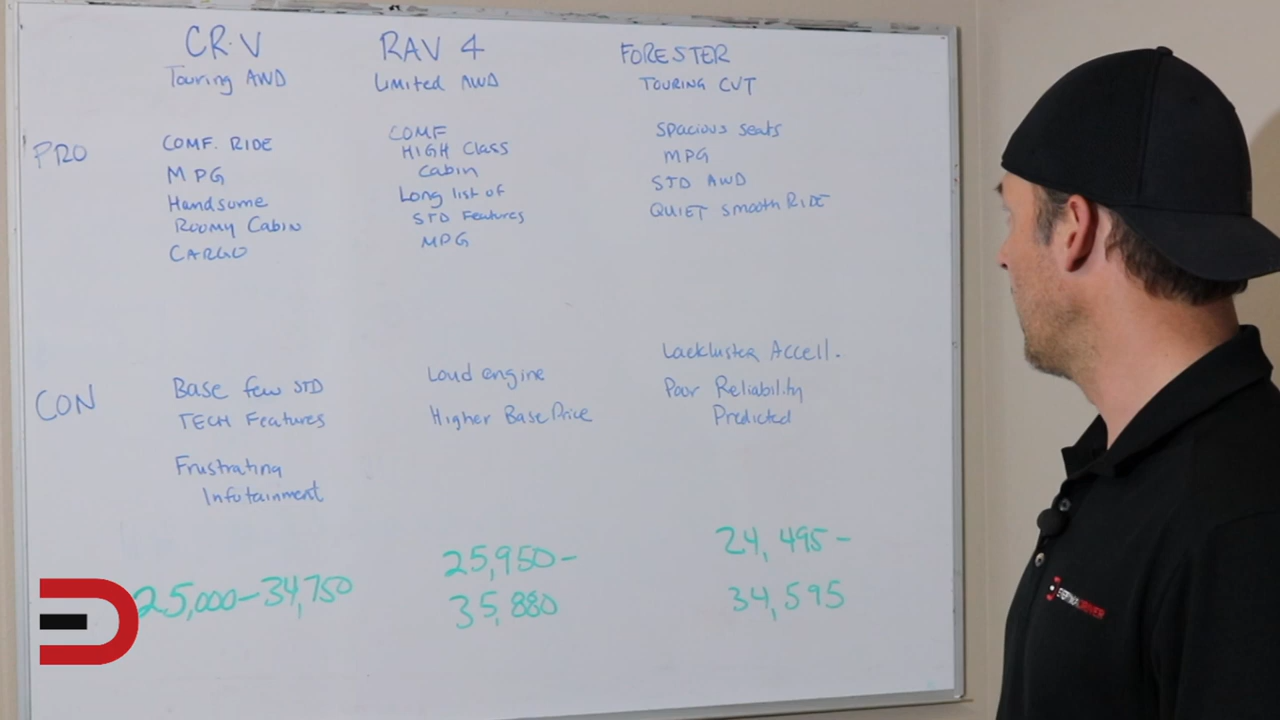 CR-V
Touring AWD
RAV 4
Limited AWD
FORESTER
TOURING CVT
PRO
COMF. RIDE
MPG
Handsome
ROOMY Cabin
CARGO
COMF
HIGH Class
Cabin
Long list of
STD Features
MPG
Spacious Seats
MPG
STD AWD
QUIET smooth RIDE
CON
Base few STD
TECH Features
Frustrating
Infotainment
Loud engine
Higher Base Price
Lackluster Accell.
Poor Reliability
Predicted
25,000-34,750
25,950-
35,880
24,495-
34,595
EVERYMAN DRIVER